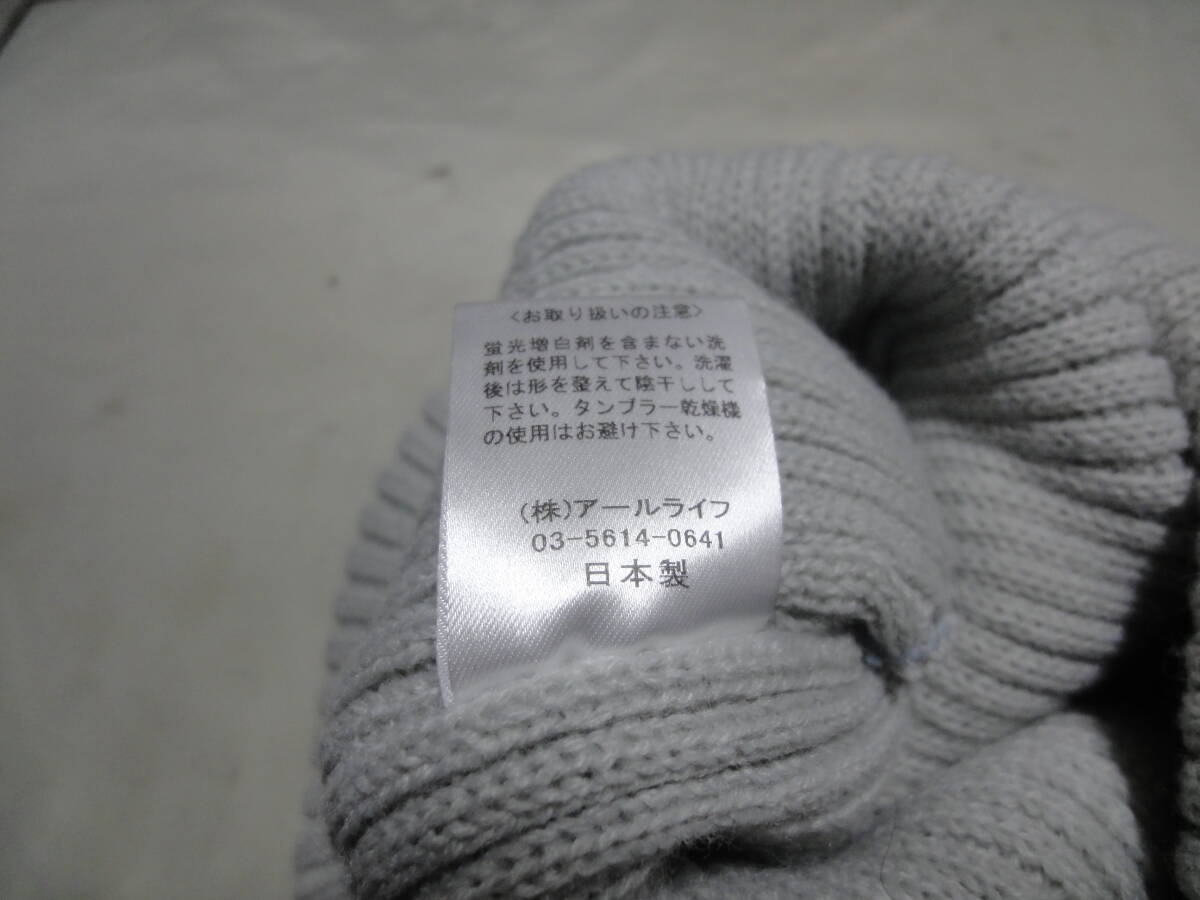 〈お取り扱いの注意〉
蛍光増白剤を含まない洗
剤を使用して下さい。洗濯
後は形を整えて陰干しして
下さい。タンブラー乾燥機
の使用はお避け下さい。
(株)アールライフ
03-5614-0641
日本製